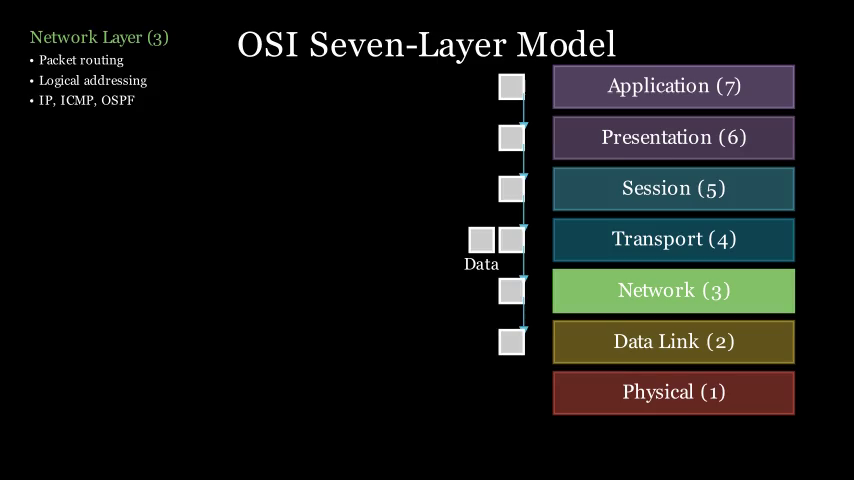 Network Layer (3)
• Packet routing
• Logical addressing
• IP, ICMP, OSPF
OSI Seven-Layer Model
Application (7)
Presentation (6)
Session (5)
Transport (4)
Data
Network (3)
Data Link (2)
Physical (1)